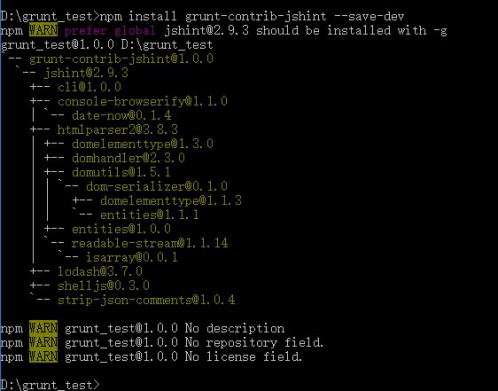 D:\grunt_test>npm install grunt-contrib-jshint --save-dev
npm WARN prefer global jshint@2.9.3 should be installed with -g
grunt_test@1.0.0 D:\grunt_test
`-- grunt-contrib-jshint@1.0.0
  `-- jshint@2.9.3
    +-- cli@1.0.0
    +-- console-browserify@1.1.0
    | `-- date-now@0.1.4
    +-- htmlparser2@3.8.3
    | +-- domelementtype@1.3.0
    | +-- domhandler@2.3.0
    | +-- domutils@1.5.1
    | | `-- dom-serializer@0.1.0
    | |   +-- domelementtype@1.1.3
    | |   `-- entities@1.1.1
    | +-- entities@1.0.0
    | `-- readable-stream@1.1.14
    |   `-- isarray@0.0.1
    +-- lodash@3.7.0
    +-- shelljs@0.3.0
    `-- strip-json-comments@1.0.4
npm WARN grunt_test@1.0.0 No description
npm WARN grunt_test@1.0.0 No repository field.
npm WARN grunt_test@1.0.0 No license field.
D:\grunt_test>